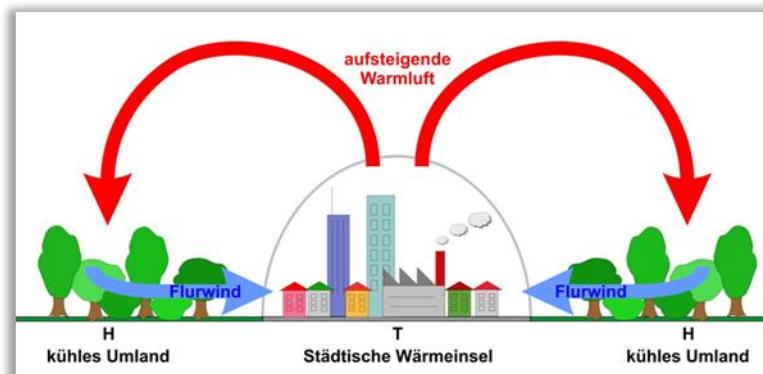 aufsteigende
Warmluft
Flurwind
Flurwind
H
T
H
kühles Umland
Städtische Wärmeinsel
kühles Umland